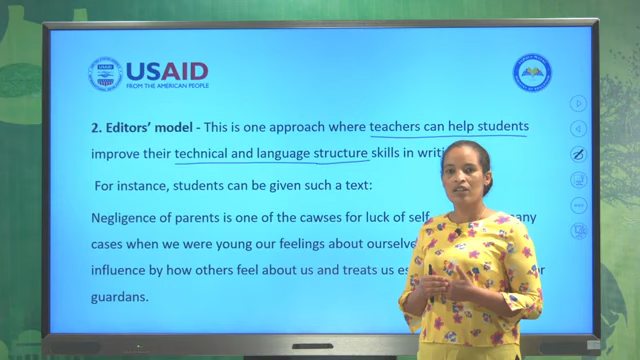 USAID
FROM THE AMERICAN PEOPLE
2. Editors' model - This is one approach where teachers can help students
improve their technical and language structure skills in
For instance, students can be given such a text:
Negligence of parents is one of the cawses for luck of self
cases when we were young our feelings about
influence by how others feel about us and treats us
guardans.